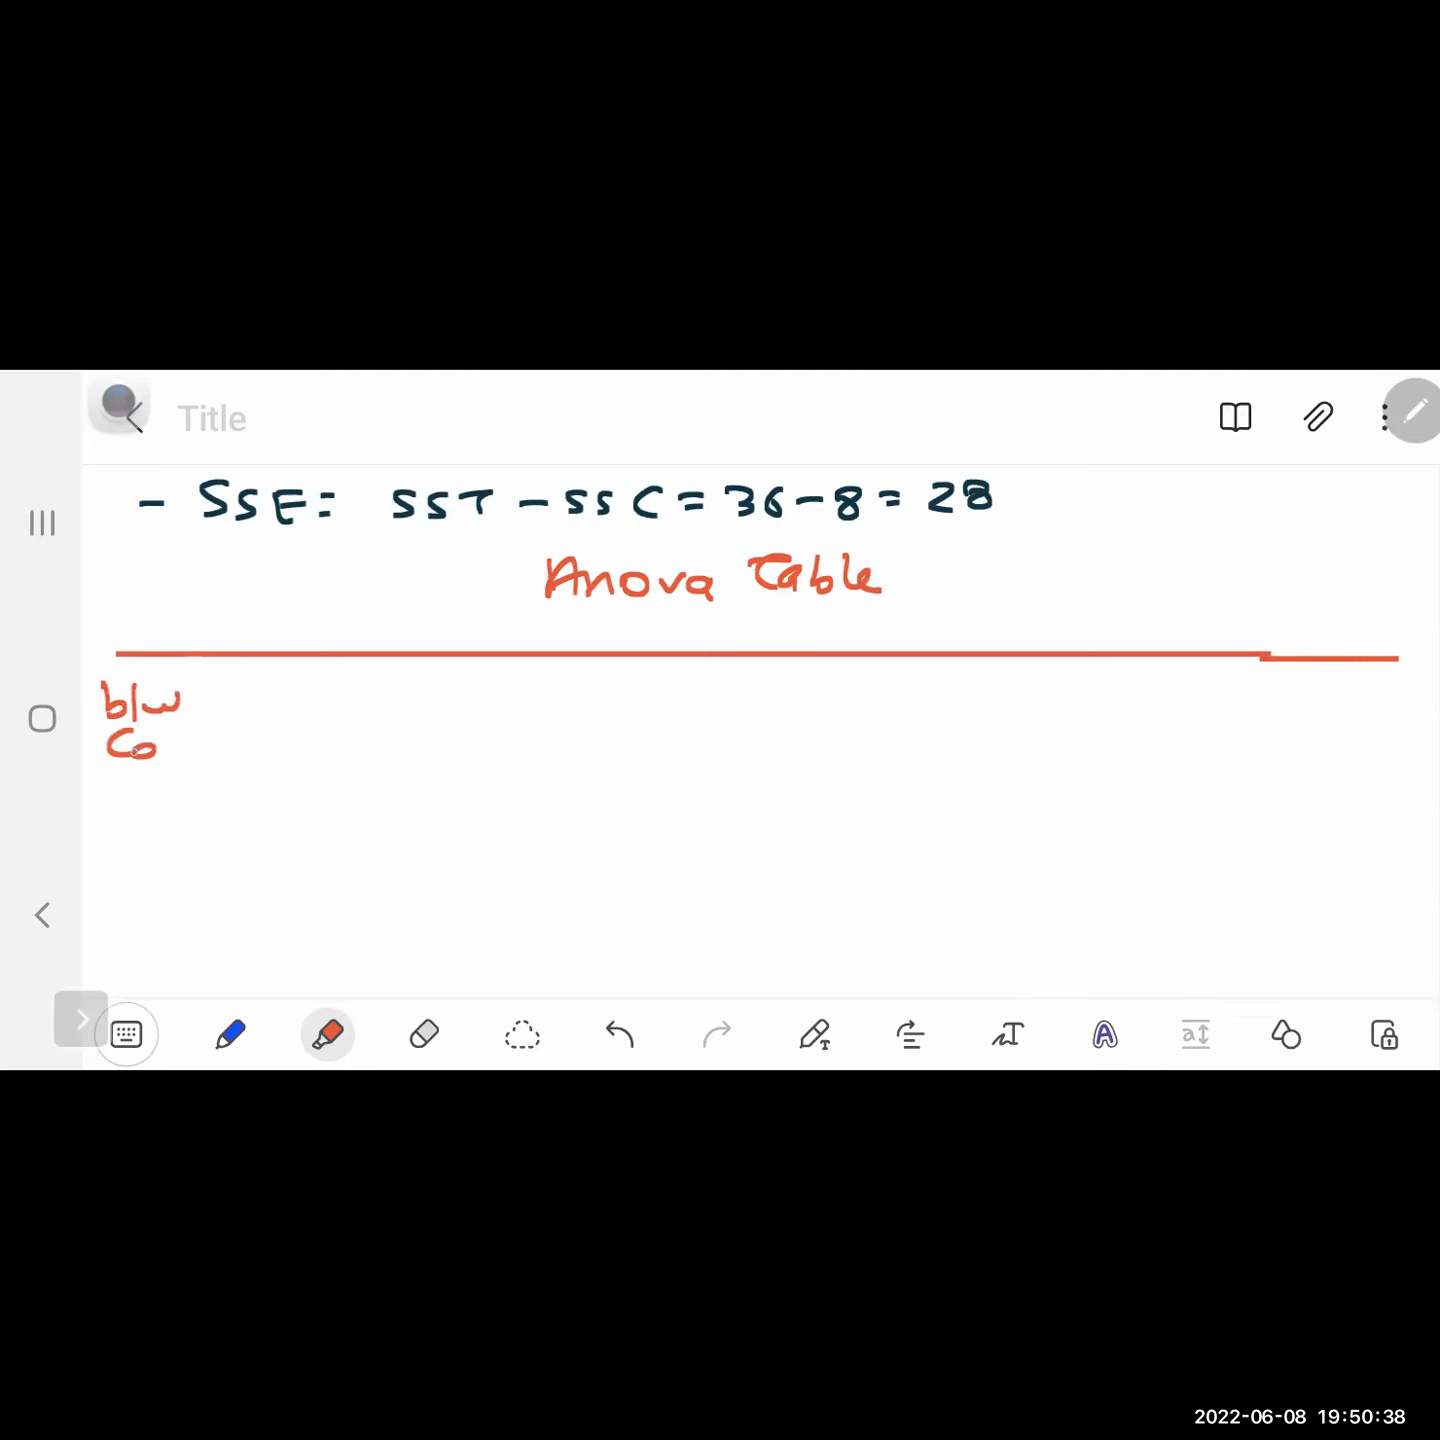 Title
- SSE: SST - SSC = 36 - 8 = 28
Anova Table
b/w
Co
2022-06-08 19:50:38